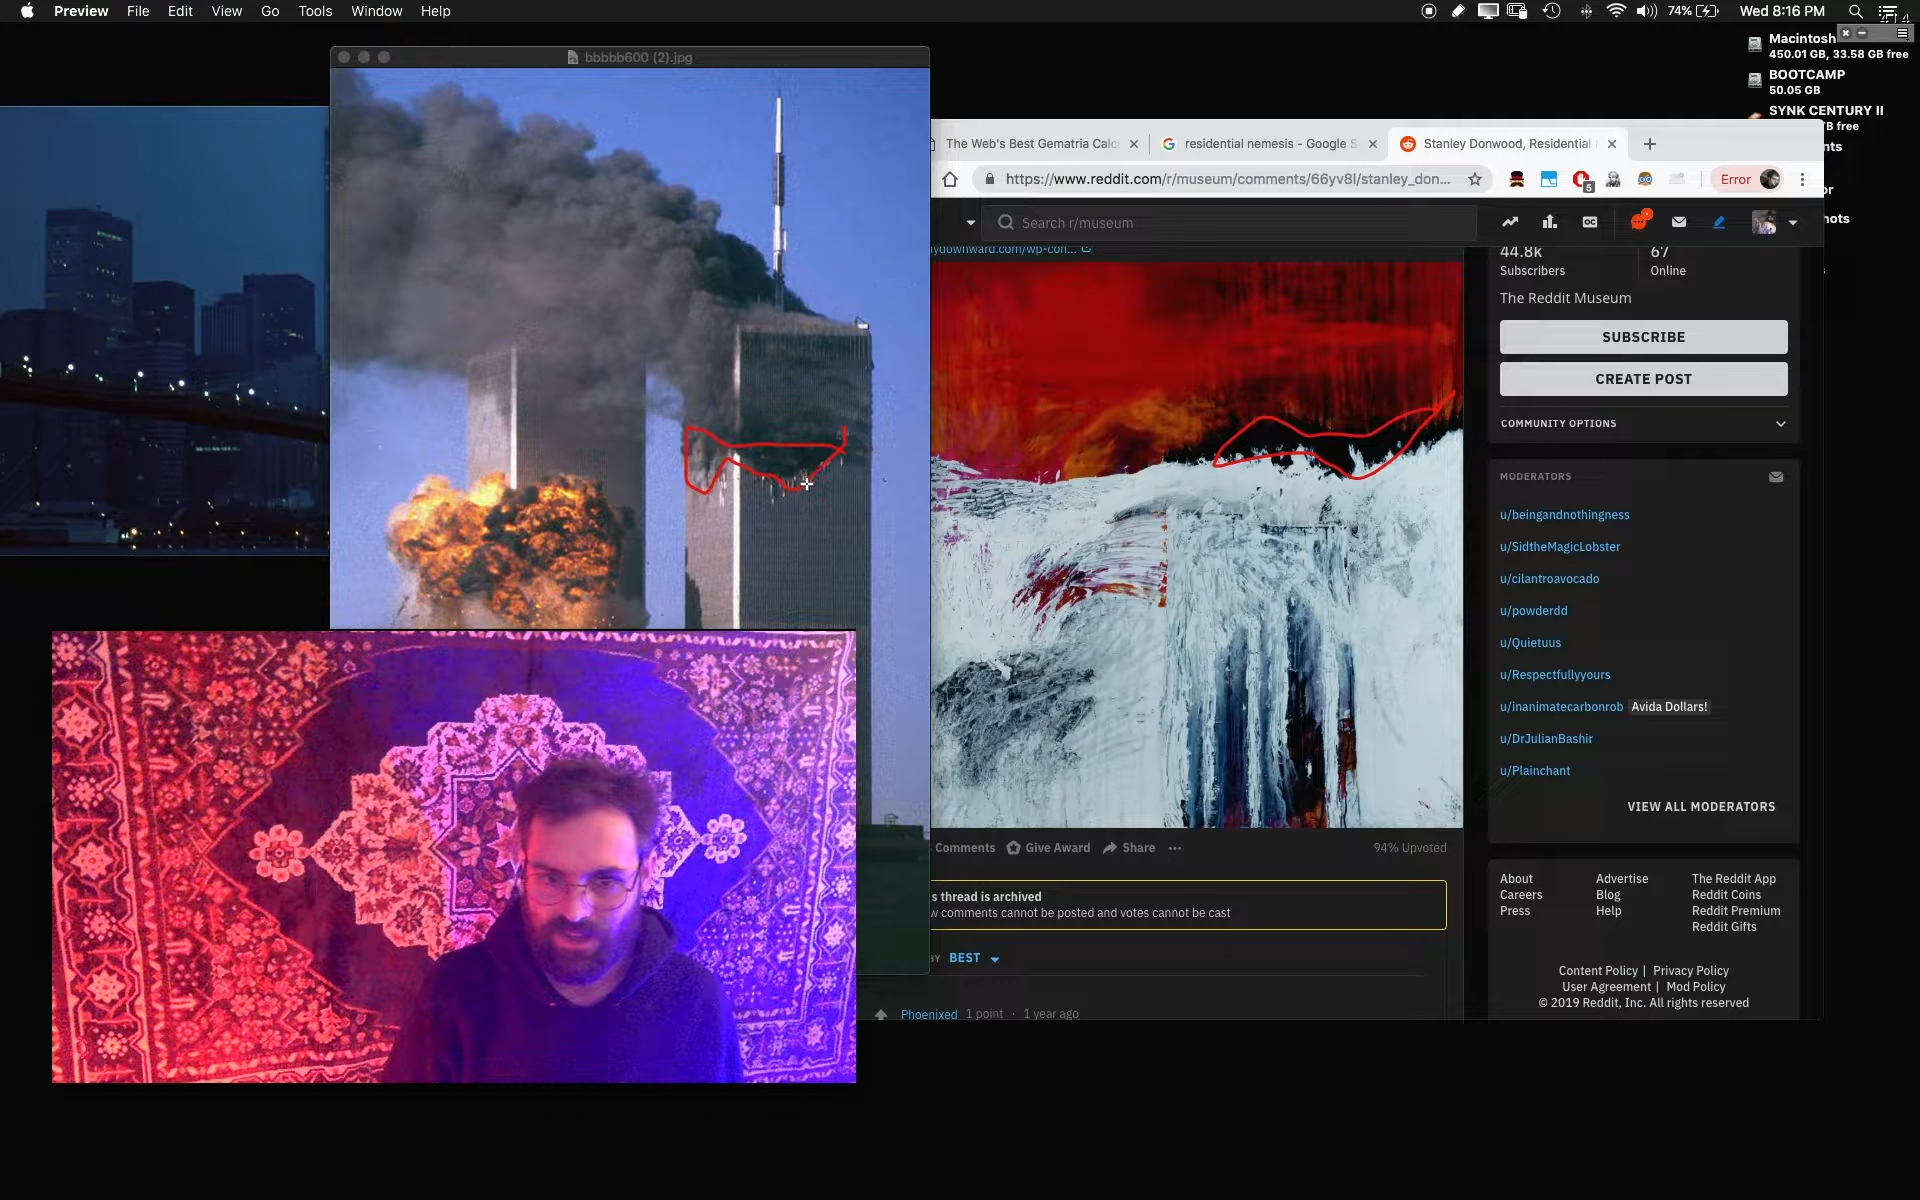 Preview File Edit View Go Tools Window Help
74% Wed 8:16 PM
Macintosh
450.01 GB, 33.58 GB free
BOOTCAMP
50.05 GB
SYNK CENTURY II
B free
bbbbb600 (2).jpg
The Web's Best Gematria Calc
residential nemesis - Google S
Stanley Donwood, Residential
https://www.reddit.com/r/museum/comments/66yv8l/stanley_don...
5
Error
Search r/museum
ydownward.com/wp-con...
44.8k 67
Subscribers Online
The Reddit Museum
SUBSCRIBE
CREATE POST
COMMUNITY OPTIONS
MODERATORS
u/beingandnothingness
u/SidtheMagicLobster
u/cilantroavocado
u/powderdd
u/Quietuus
u/Respectfullyyours
u/inanimatecarbonrob Avida Dollars!
u/DrJulianBashir
u/Plainchant
VIEW ALL MODERATORS
Comments Give Award Share ... 94% Upvoted
s thread is archived
w comments cannot be posted and votes cannot be cast
BY BEST
Phoenixed 1 point · 1 year ago
About Advertise The Reddit App
Careers Blog Reddit Coins
Press Help Reddit Premium
Reddit Gifts
Content Policy | Privacy Policy
User Agreement | Mod Policy
© 2019 Reddit, Inc. All rights reserved